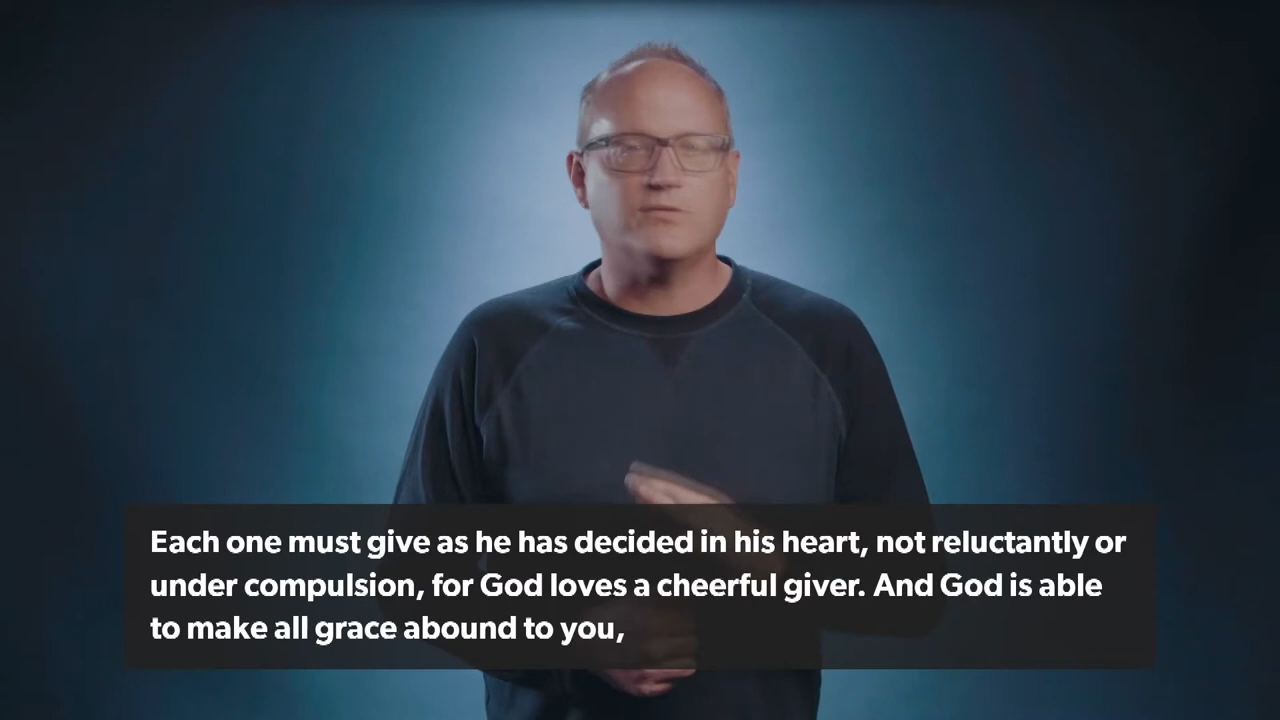 Each one must give as he has decided in his heart, not reluctantly or
under compulsion, for God loves a cheerful giver. And God is able
to make all grace abound to you,